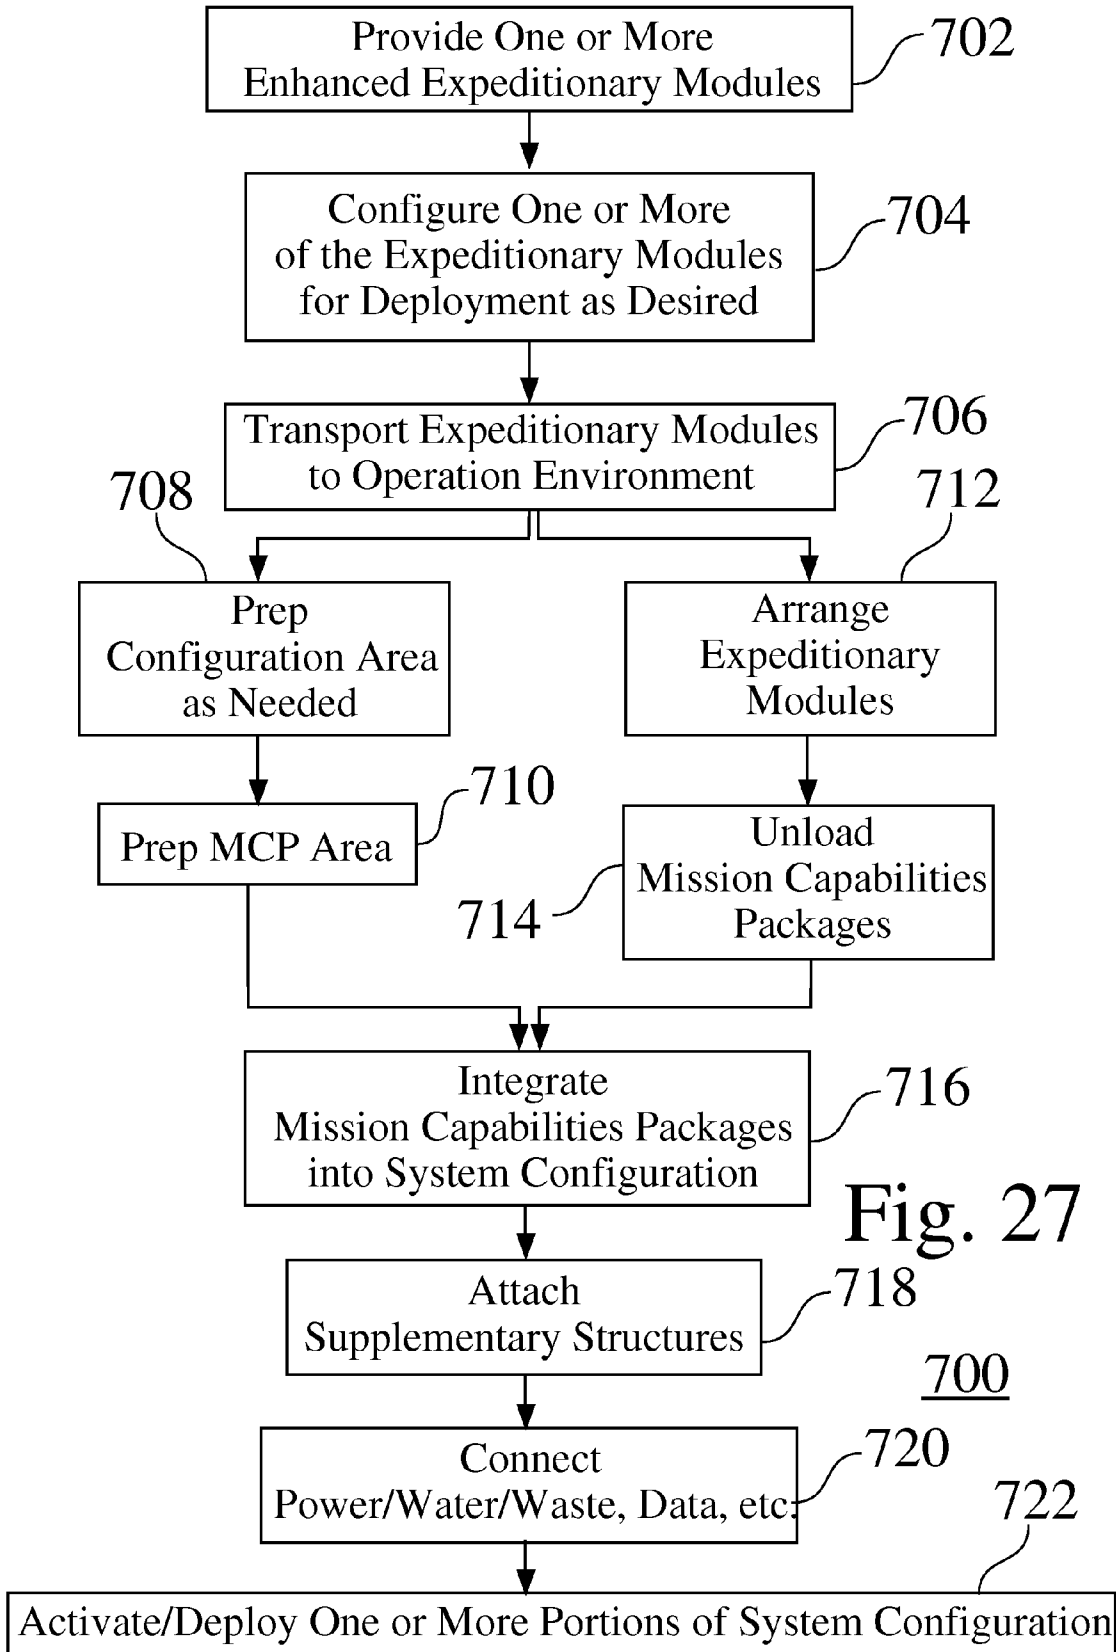 Provide One or More
Enhanced Expeditionary Modules
702
Configure One or More
of the Expeditionary Modules
for Deployment as Desired
704
Transport Expeditionary Modules
to Operation Environment
706
708
712
Prep
Configuration Area
as Needed
Arrange
Expeditionary
Modules
710
Prep MCP Area
Unload
Mission Capabilities
Packages
714
Integrate
Mission Capabilities Packages
into System Configuration
716
Fig. 27
Attach
Supplementary Structures
718
700
Connect
Power/Water/Waste, Data, etc.
720
722
Activate/Deploy One or More Portions of System Configuration